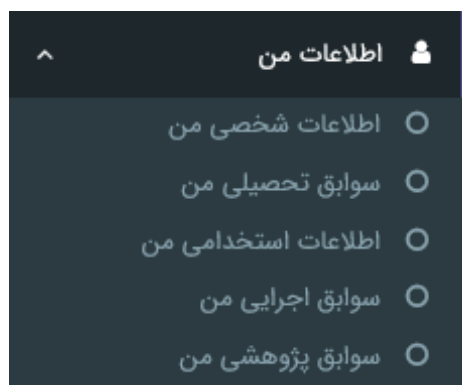 اطلاعات من
اطلاعات شخصی من
سوابق تحصیلی من
اطلاعات استخدامی من
سوابق اجرایی من
سوابق پژوهشی من